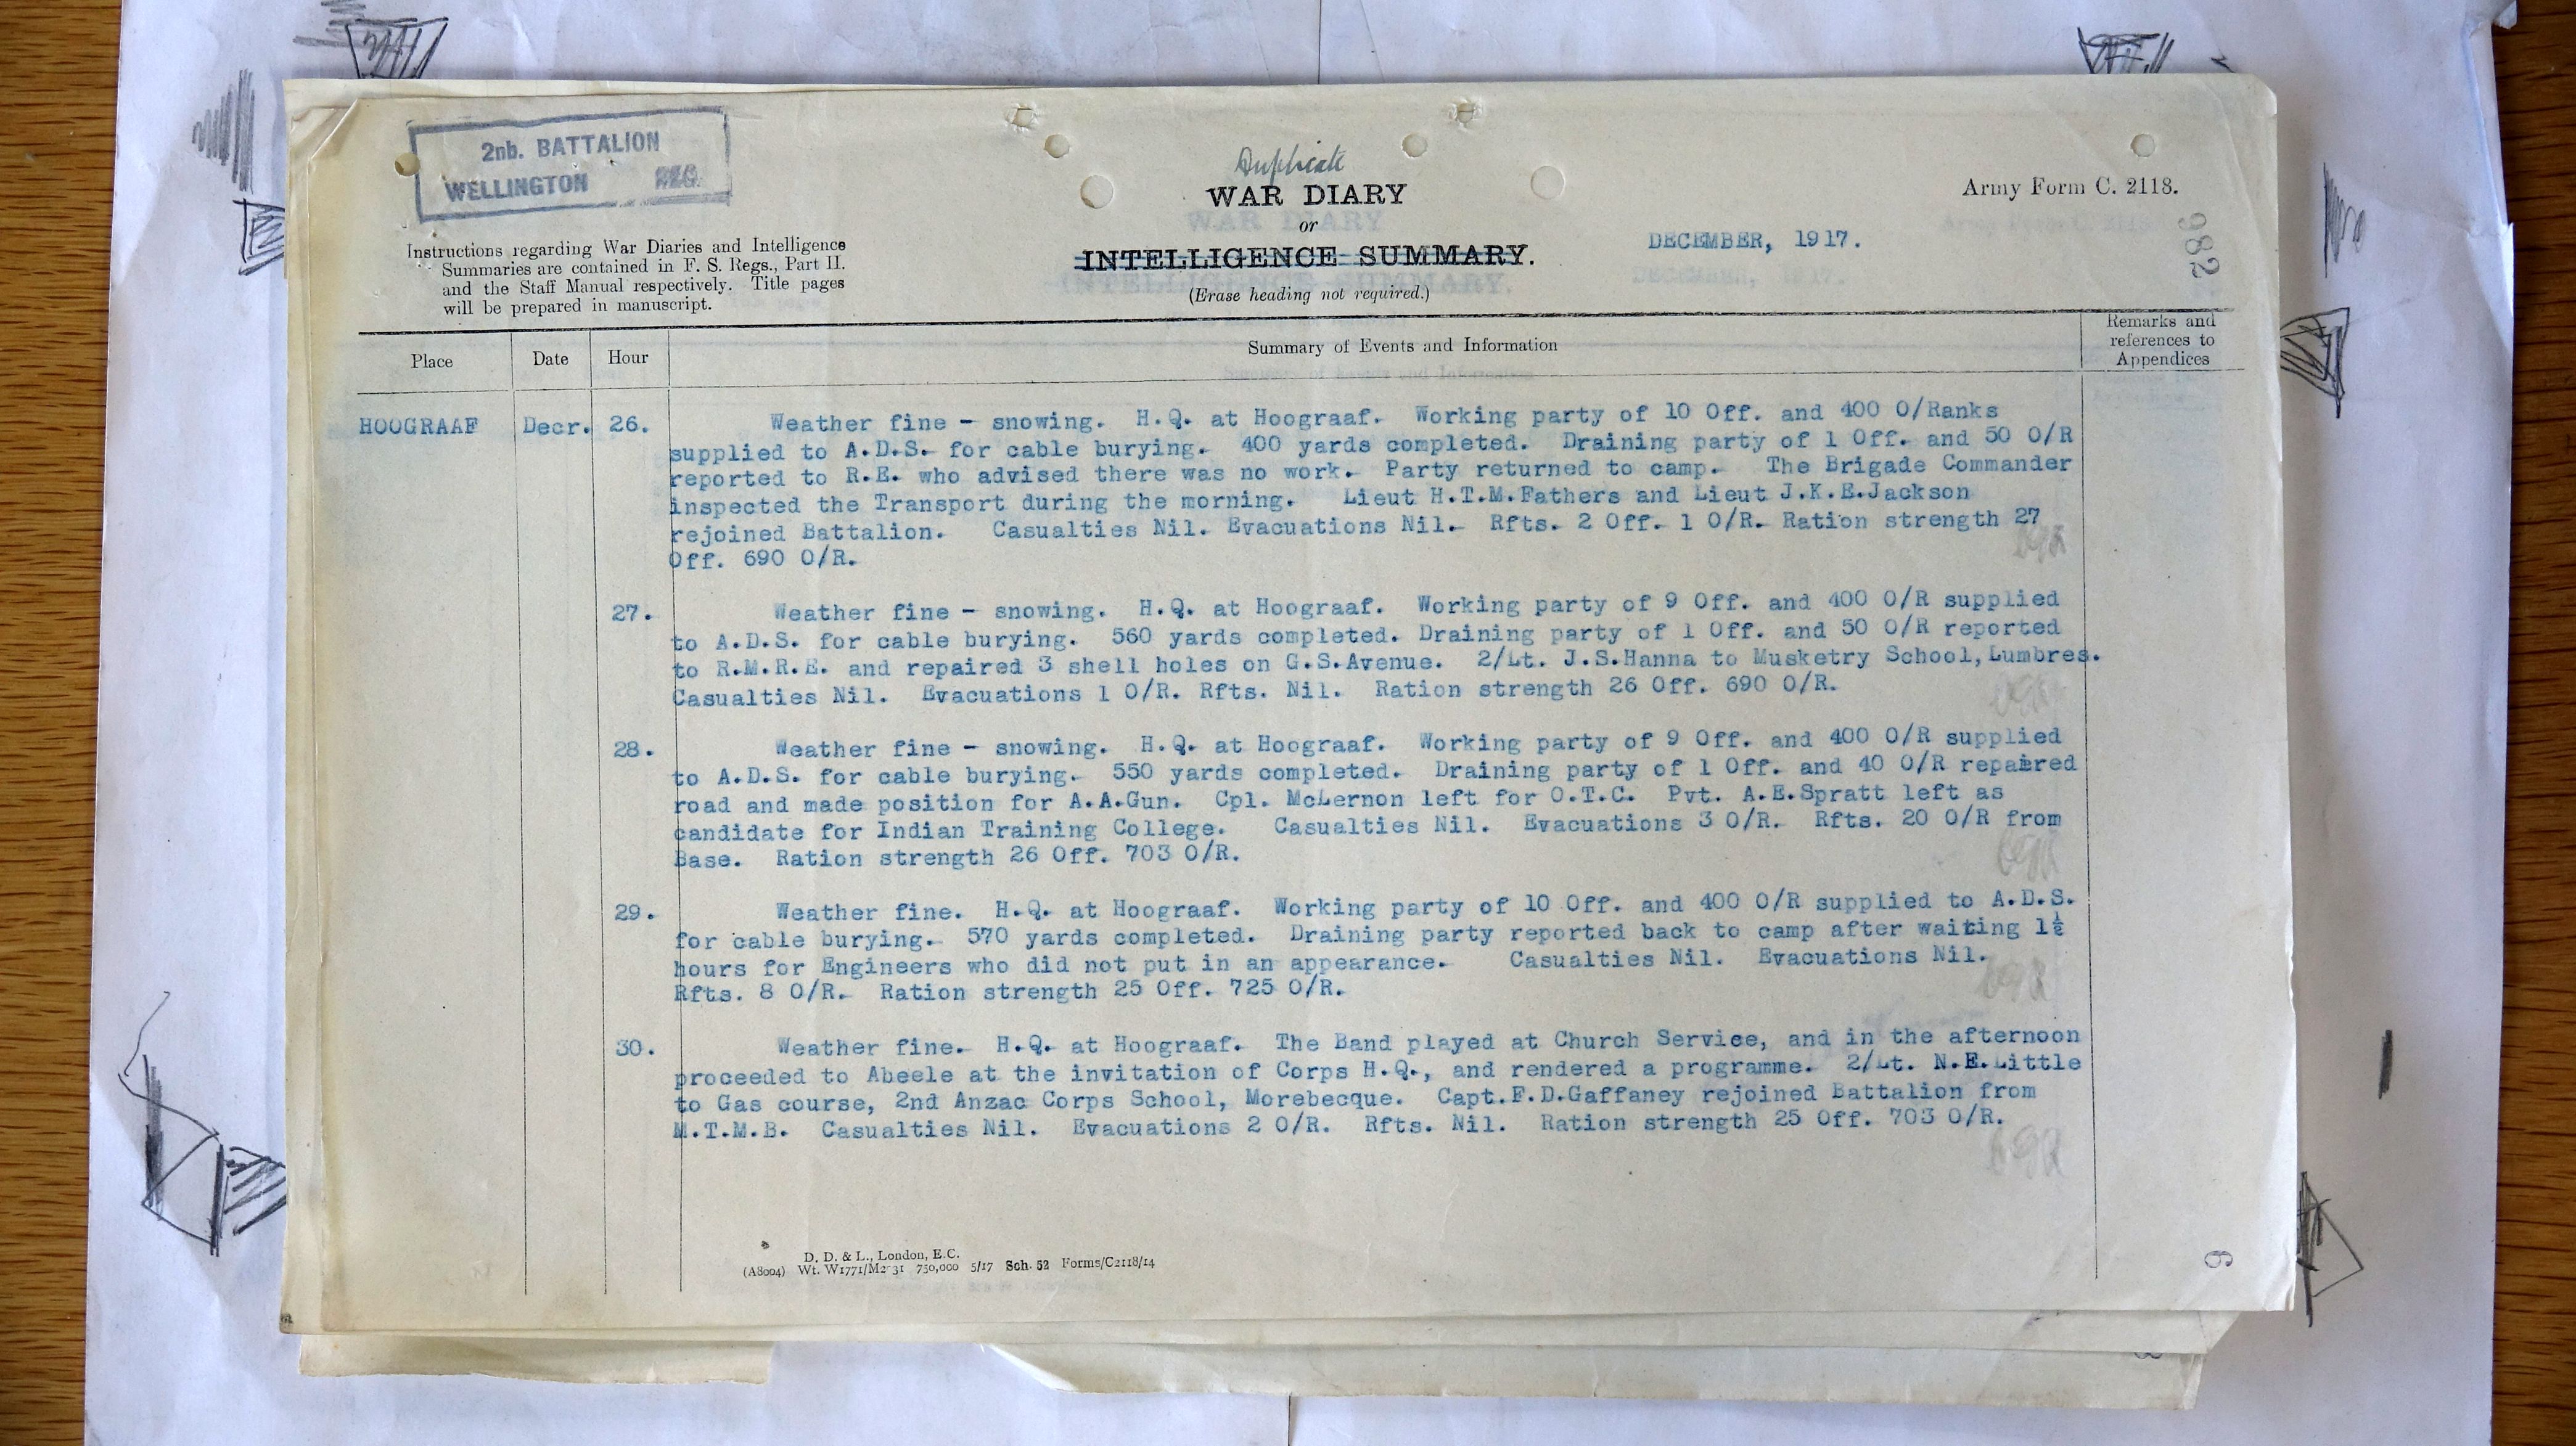 2nb. BATTALION
WELLINGTON REG.
Duplicate
WAR DIARY
or
INTELLIGENCE SUMMARY.
(Erase heading not required.)
Army Form C. 2118.
DECEMBER, 1917.
982
Instructions regarding War Diaries and Intelligence
Summaries are contained in F. S. Regs., Part II.
and the Staff Manual respectively. Title pages
will be prepared in manuscript.
Place Date Hour Summary of Events and Information Remarks and references to Appendices
HOOGRAAF Decr. 26. Weather fine - snowing. H.Q. at Hoograaf. Working party of 10 Off. and 400 O/Ranks
supplied to A.D.S. for cable burying. 400 yards completed. Draining party of 1 Off. and 50 O/R
reported to R.E. who advised there was no work. Party returned to camp. The Brigade Commander
inspected the Transport during the morning. Lieut H.T.M.Fathers and Lieut J.K.E.Jackson
rejoined Battalion. Casualties Nil. Evacuations Nil. Rfts. 2 Off. 1 O/R. Ration strength 27
Off. 690 O/R.
27. Weather fine - snowing. H.Q. at Hoograaf. Working party of 9 Off. and 400 O/R supplied
to A.D.S. for cable burying. 560 yards completed. Draining party of 1 Off. and 50 O/R reported
to R.M.R.E. and repaired 3 shell holes on G.S.Avenue. 2/Lt. J.S.Hanna to Musketry School, Lumbres.
Casualties Nil. Evacuations 1 O/R. Rfts. Nil. Ration strength 26 Off. 690 O/R.
28. Weather fine - snowing. H.Q. at Hoograaf. Working party of 9 Off. and 400 O/R supplied
to A.D.S. for cable burying. 550 yards completed. Draining party of 1 Off. and 40 O/R repaired
road and made position for A.A.Gun. Cpl. McLernon left for O.T.C. Pvt. A.E.Spratt left as
candidate for Indian Training College. Casualties Nil. Evacuations 3 O/R. Rfts. 20 O/R from
Base. Ration strength 26 Off. 703 O/R.
29. Weather fine. H.Q. at Hoograaf. Working party of 10 Off. and 400 O/R supplied to A.D.S.
for cable burying. 570 yards completed. Draining party reported back to camp after waiting 1½
hours for Engineers who did not put in an appearance. Casualties Nil. Evacuations Nil.
Rfts. 8 O/R. Ration strength 25 Off. 725 O/R.
30. Weather fine. H.Q. at Hoograaf. The Band played at Church Service, and in the afternoon
proceeded to Abeele at the invitation of Corps H.Q., and rendered a programme. 2/Lt. N.E.Little
to Gas course, 2nd Anzac Corps School, Morebecque. Capt.F.D.Gaffaney rejoined Battalion from
M.T.M.B. Casualties Nil. Evacuations 2 O/R. Rfts. Nil. Ration strength 25 Off. 703 O/R.
D. D. & L., London, E.C.
(A8004) Wt. W1771/M2 31 750,000 5/17 Sch. 52 Forms/C2118/14
6